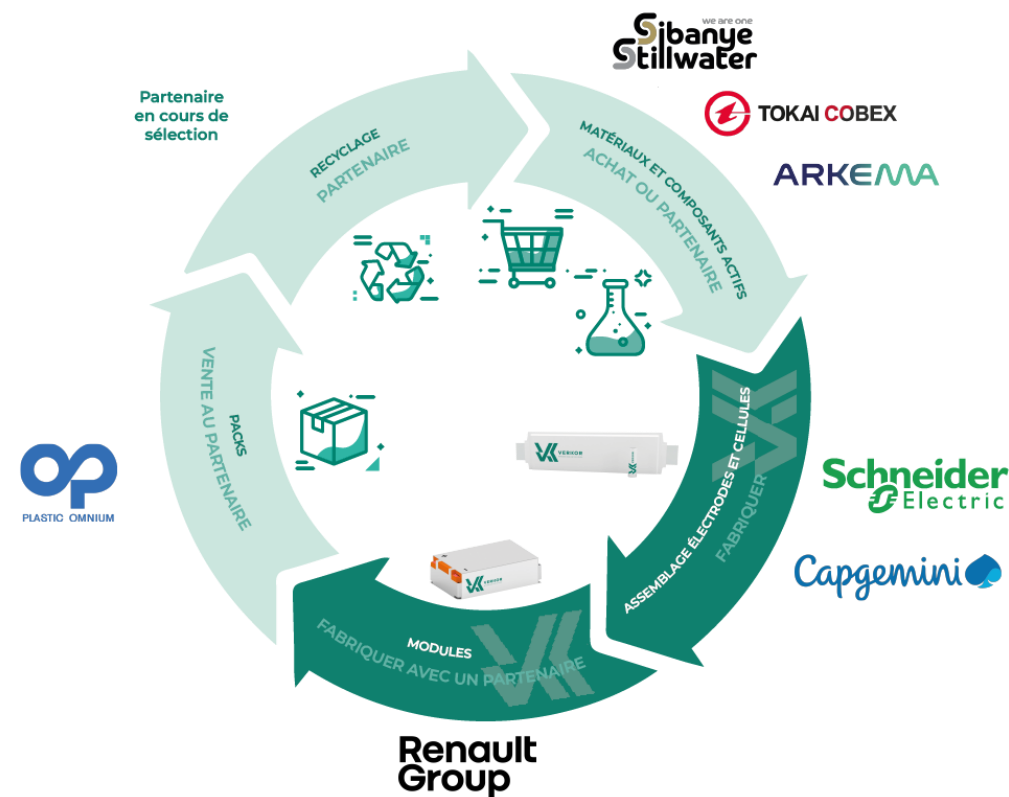 we are one
Sibanye
Stillwater
TOKAI COBEX
ARKEMA
Partenaire
en cours de
sélection
RECYCLAGE
PARTENAIRE
MATÉRIAUX ET COMPOSANTS ACTIFS
ACHAT OU PARTENAIRE
ASSEMBLAGE ÉLECTRODES ET CELLULES
FABRIQUER
VERKOR
Schneider
Electric
Capgemini
VERKOR
MODULES
FABRIQUER AVEC UN PARTENAIRE
Renault
Group
PACKS
VENTE AU PARTENAIRE
PLASTIC OMNIUM